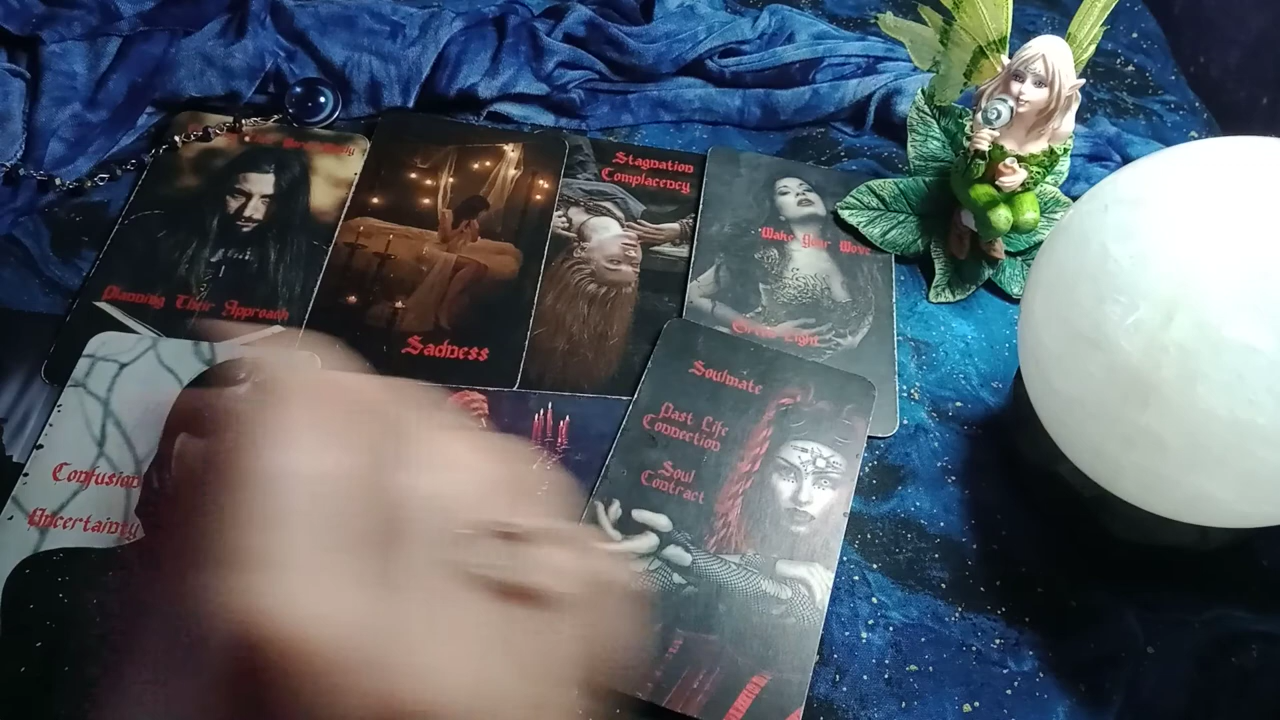 Planning Their Approach
Sadness
Stagnation
Complacency
Make Your Move
Green Light
Confusion
Uncertainty
Soulmate
Past Life
Connection
Soul
Contract